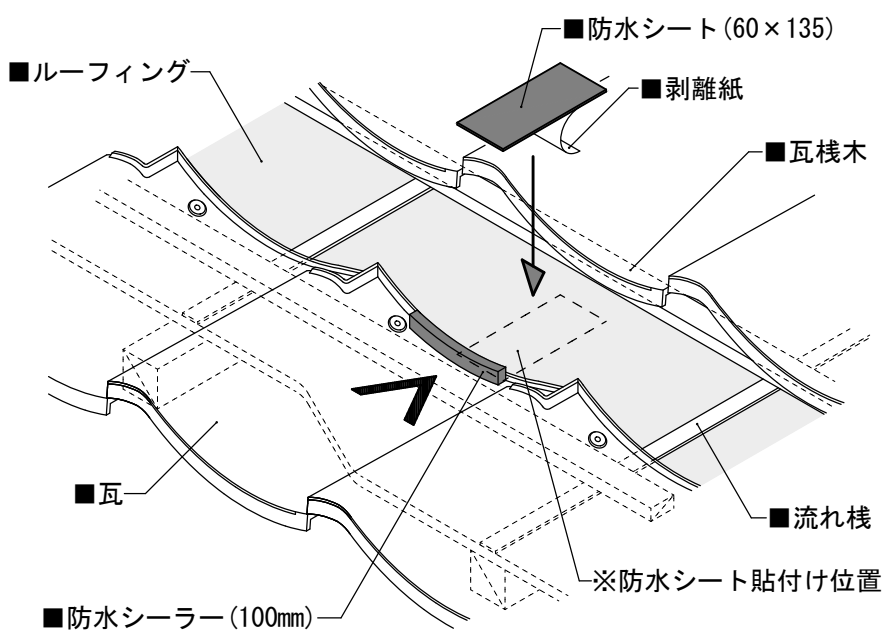 ■防水シート(60×135)
■ルーフィング
■剥離紙
■瓦桟木
■瓦
■流れ桟
※防水シート貼付け位置
■防水シーラー(100mm)